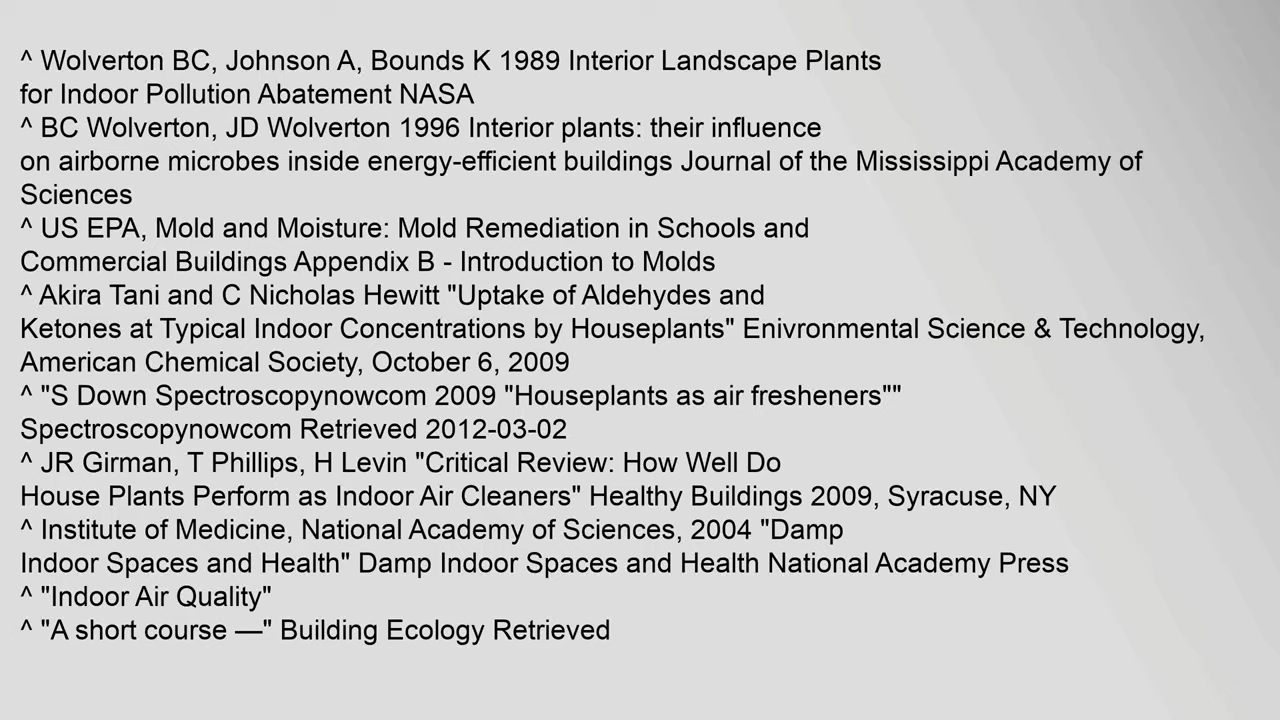 ^ Wolverton BC, Johnson A, Bounds K 1989 Interior Landscape Plants
for Indoor Pollution Abatement NASA
^ BC Wolverton, JD Wolverton 1996 Interior plants: their influence
on airborne microbes inside energy-efficient buildings Journal of the Mississippi Academy of
Sciences
^ US EPA, Mold and Moisture: Mold Remediation in Schools and
Commercial Buildings Appendix B - Introduction to Molds
^ Akira Tani and C Nicholas Hewitt "Uptake of Aldehydes and
Ketones at Typical Indoor Concentrations by Houseplants" Enivronmental Science & Technology,
American Chemical Society, October 6, 2009
^ "S Down Spectroscopynowcom 2009 "Houseplants as air fresheners""
Spectroscopynowcom Retrieved 2012-03-02
^ JR Girman, T Phillips, H Levin "Critical Review: How Well Do
House Plants Perform as Indoor Air Cleaners" Healthy Buildings 2009, Syracuse, NY
^ Institute of Medicine, National Academy of Sciences, 2004 "Damp
Indoor Spaces and Health" Damp Indoor Spaces and Health National Academy Press
^ "Indoor Air Quality"
^ "A short course —" Building Ecology Retrieved